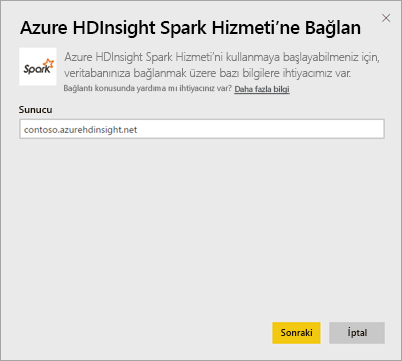 Azure HDInsight Spark Hizmeti’ne Bağlan
Spark
Azure HDInsight Spark Hizmeti’ni kullanmaya başlayabilmeniz için,
veritabanınıza bağlanmak üzere bazı bilgilere ihtiyacımız var.
Bağlantı konusunda yardıma mı ihtiyacınız var? Daha fazla bilgi
Sunucu
contoso.azurehdinsight.net
Sonraki
İptal